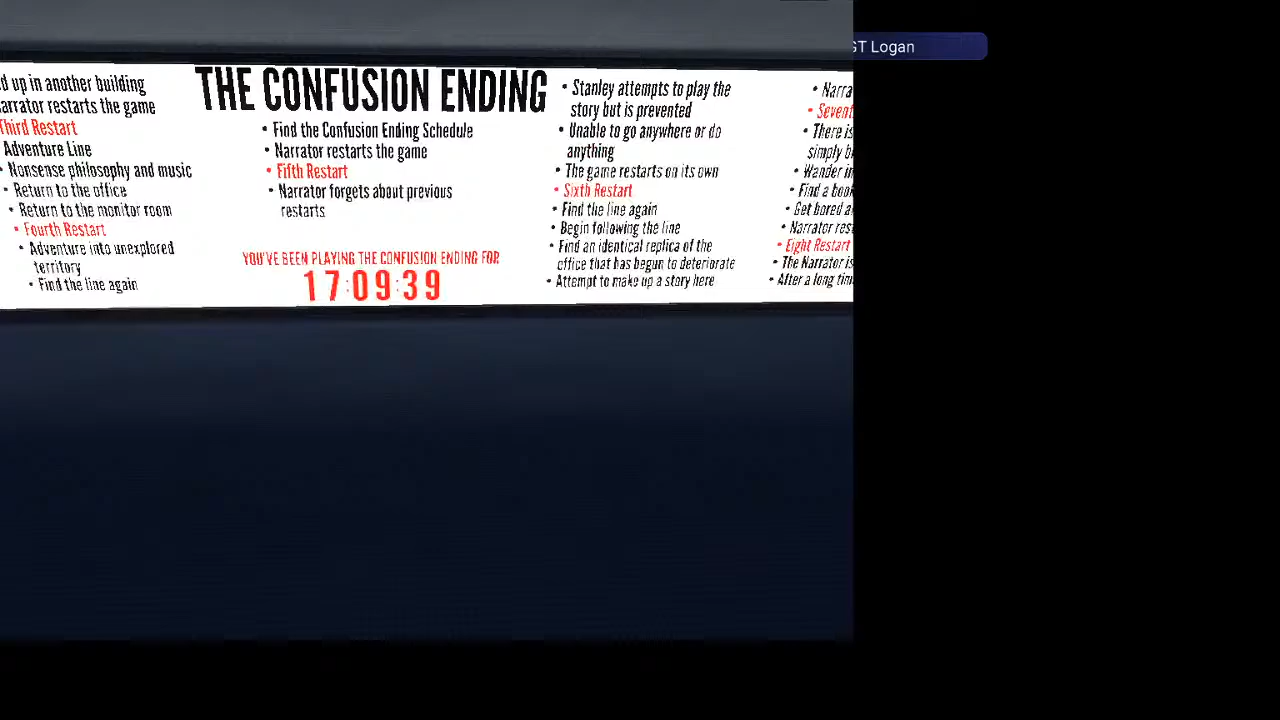 d up in another building
arrator restarts the game
Third Restart
Adventure Line
• Nonsense philosophy and music
• Return to the office
• Return to the monitor room
• Fourth Restart
• Adventure into unexplored
territory
• Find the line again
THE CONFUSION ENDING
• Find the Confusion Ending Schedule
• Narrator restarts the game
• Fifth Restart
• Narrator forgets about previous
restarts
YOU'VE BEEN PLAYING THE CONFUSION ENDING FOR
17:09:39
• Stanley attempts to play the
story but is prevented
• Unable to go anywhere or do
anything
• The game restarts on its own
• Sixth Restart
• Find the line again
• Begin following the line
• Find an identical replica of the
office that has begun to deteriorate
• Attempt to make up a story here
• Narra
• Sevent
• There is
simply b
• Wander in
• Find a book
• Get bored a
• Narrator res
• Eight Restart
• The Narrator is
• After a long tim
ST Logan